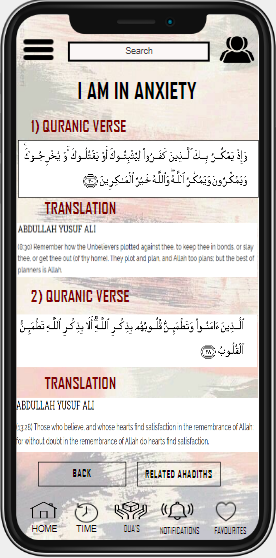 Search
I AM IN ANXIETY
1) QURANIC VERSE
وَإِذْ يَمْكُرُ بِكَ ٱلَّذِينَ كَفَرُوا۟ لِيُثْبِتُوكَ أَوْ يَقْتُلُوكَ أَوْ يُخْرِجُوكَ ۚ
وَيَمْكُرُونَ وَيَمْكُرُ ٱللَّهُ ۖ وَٱللَّهُ خَيْرُ ٱلْمَـٰكِرِينَ ﴿٣٠﴾
TRANSLATION
ABDULLAH YUSUF ALI
(8:30) Remember how the Unbelievers plotted against thee, to keep thee in bonds, or slay
thee, or get thee out (of thy home). They plot and plan, and Allah too plans; but the best of
planners is Allah.
2) QURANIC VERSE
ٱلَّذِينَ ءَامَنُوا۟ وَتَطْمَئِنُّ قُلُوبُهُم بِذِكْرِ ٱللَّهِ ۗ أَلَا بِذِكْرِ ٱللَّهِ تَطْمَئِنُّ
ٱلْقُلُوبُ ﴿٢٨﴾
TRANSLATION
ABDULLAH YUSUF ALI
(13:28) Those who believe, and whose hearts find satisfaction in the remembrance of Allah:
for without doubt in the remembrance of Allah do hearts find satisfaction.
BACK
RELATED AHADITHS
HOME
TIME
DUA'S
NOTIFICATIONS
FAVOURITES